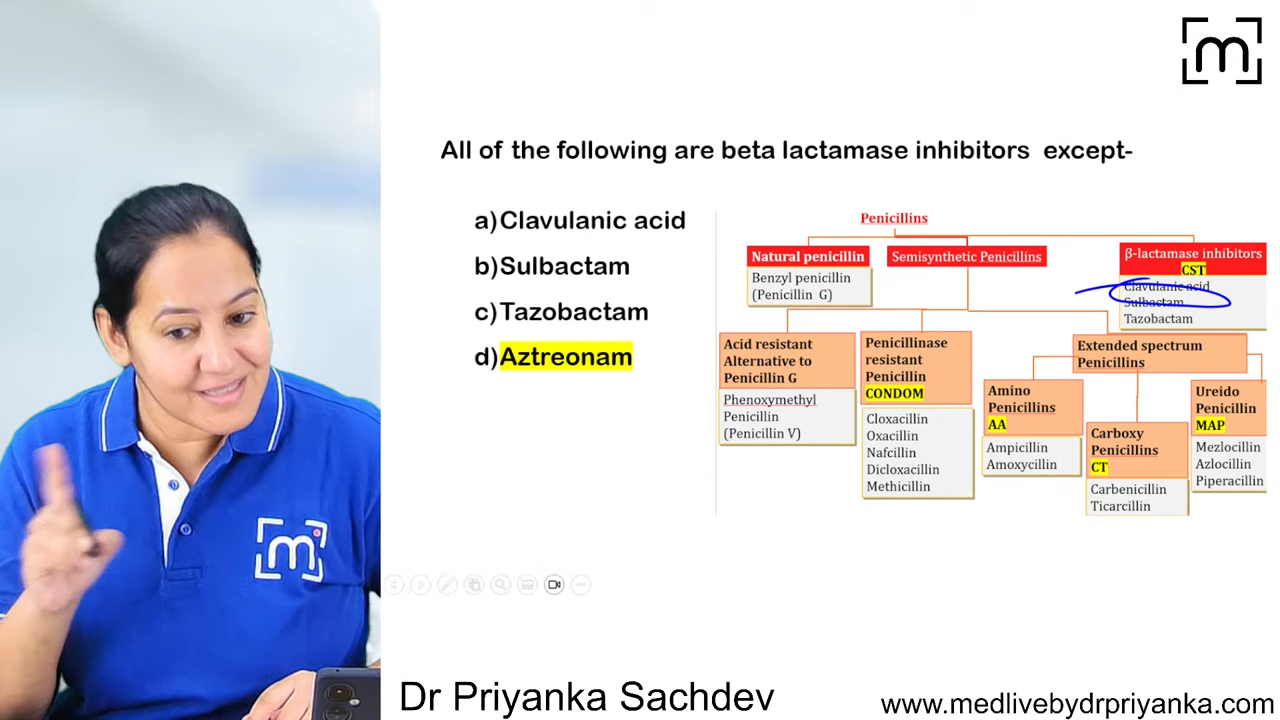 All of the following are beta lactamase inhibitors except-
a)Clavulanic acid
b)Sulbactam
c)Tazobactam
d)Aztreonam
Penicillins
Natural penicillin
Benzyl penicillin
(Penicillin G)
Semisynthetic Penicillins
β-lactamase inhibitors
CST
Clavulanic acid
Sulbactam
Tazobactam
Acid resistant
Alternative to
Penicillin G
Phenoxymethyl
Penicillin
(Penicillin V)
Penicillinase
resistant
Penicillin
CONDOM
Cloxacillin
Oxacillin
Nafcillin
Dicloxacillin
Methicillin
Extended spectrum
Penicillins
Amino
Penicillins
AA
Ampicillin
Amoxycillin
Carboxy
Penicillins
CT
Carbenicillin
Ticarcillin
Ureido
Penicillin
MAP
Mezlocillin
Azlocillin
Piperacillin
m
m
Dr Priyanka Sachdev
www.medlivebydrpriyanka.com